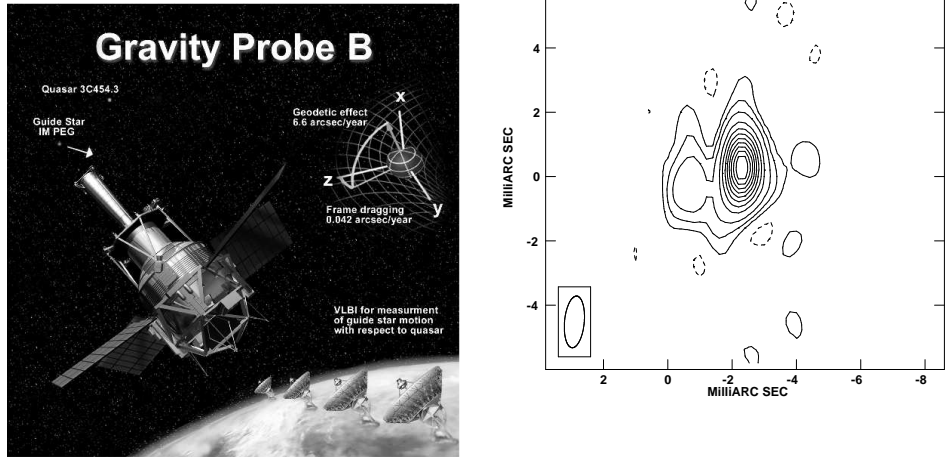 Gravity Probe B
Quasar 3C454.3
Guide Star
IM PEG
Geodetic effect
6.6 arcsec/year
x
z
y
Frame dragging
0.042 arcsec/year
VLBI for measurment
of guide star motion
with respect to quasar
MilliARC SEC
4
2
0
-2
-4
2 0 -2 -4 -6 -8
MilliARC SEC